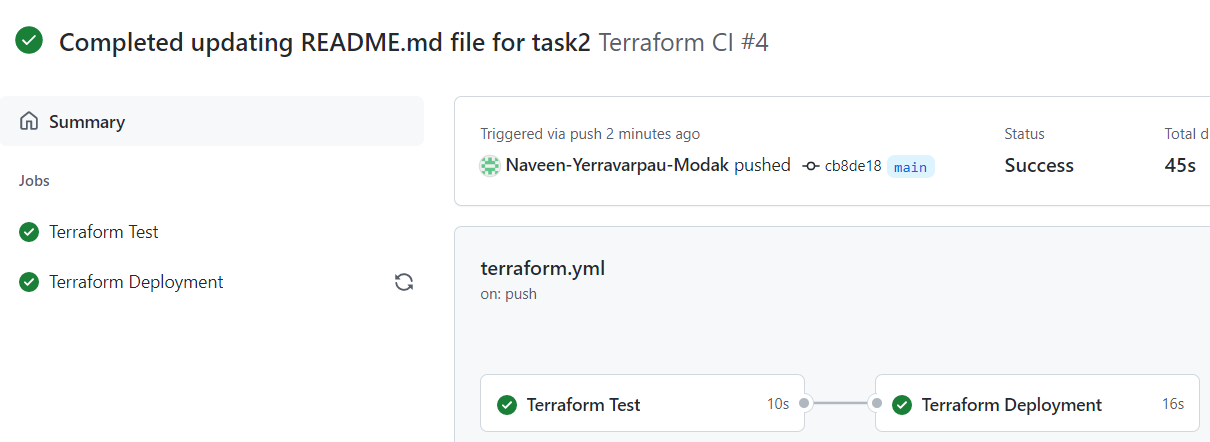 Completed updating README.md file for task2 Terraform CI #4
Summary
Jobs
Terraform Test
Terraform Deployment
Triggered via push 2 minutes ago
Naveen-Yerravarpau-Modak pushed cb8de18 main
Status
Success
Total d
45s
terraform.yml
on: push
Terraform Test 10s
Terraform Deployment 16s